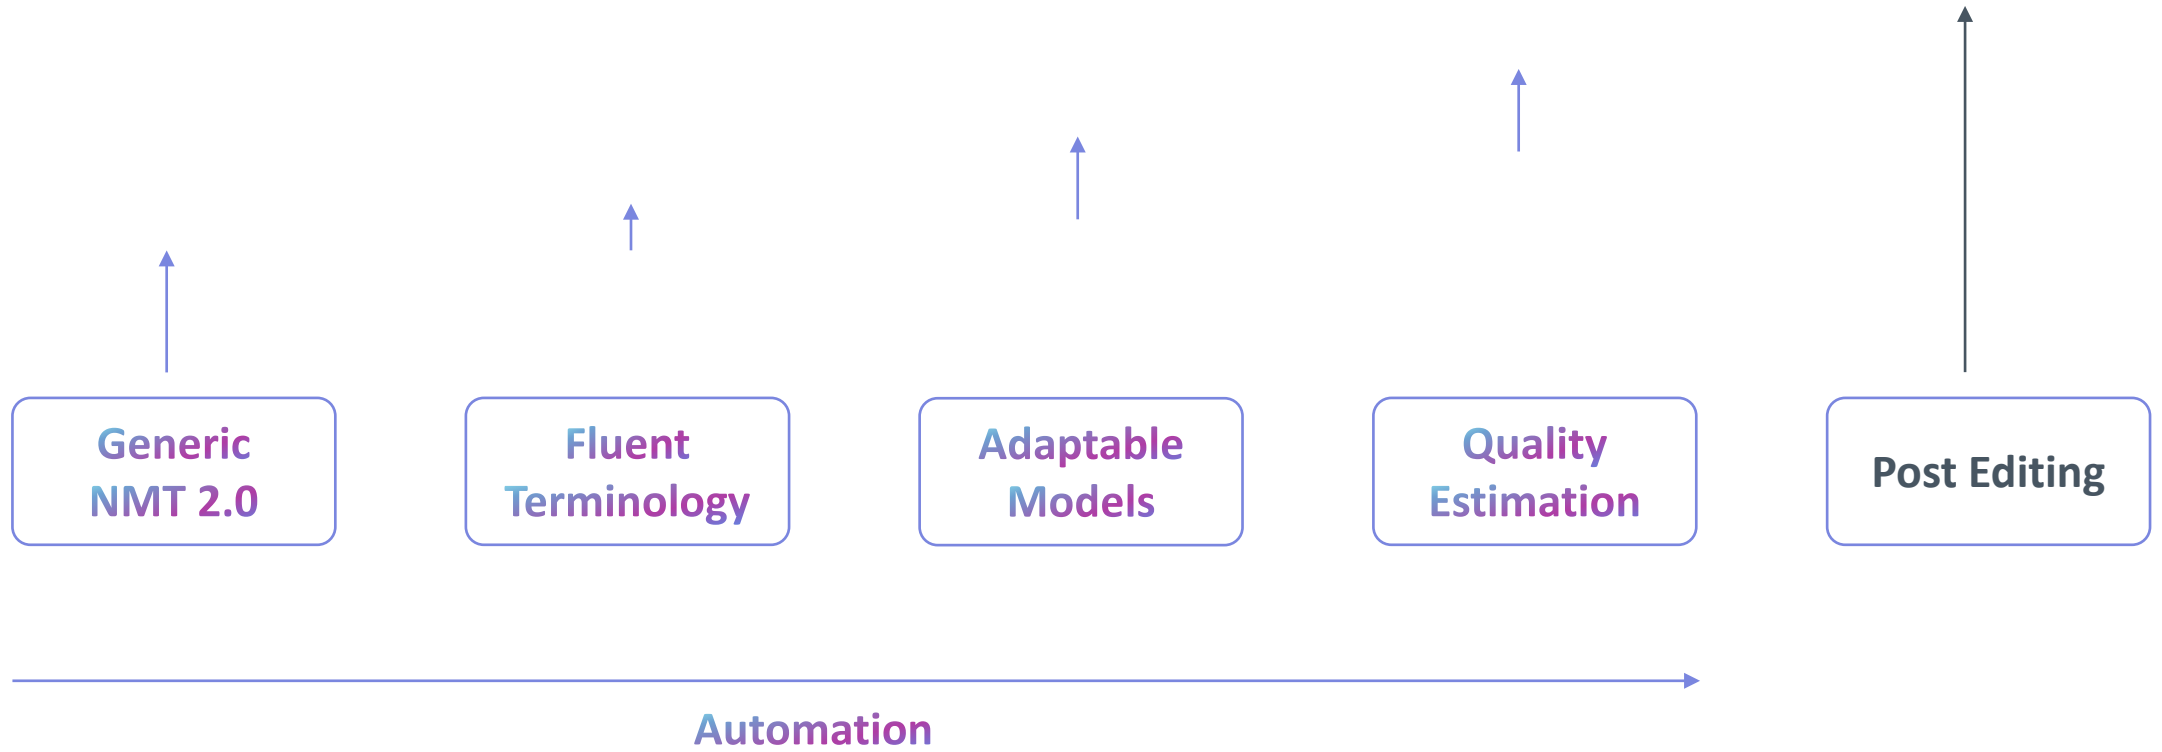 Generic
NMT 2.0
Fluent
Terminology
Adaptable
Models
Quality
Estimation
Post Editing
Automation